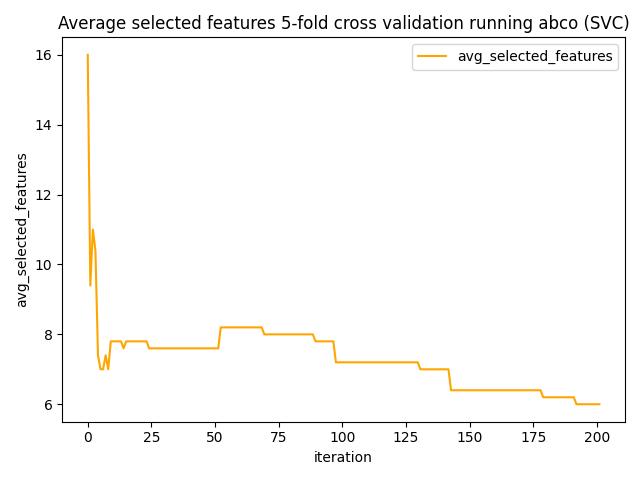 Average selected features 5-fold cross validation running abco (SVC)
avg_selected_features
16
14
12
10
8
6
avg_selected_features
0 25 50 75 100 125 150 175 200
iteration